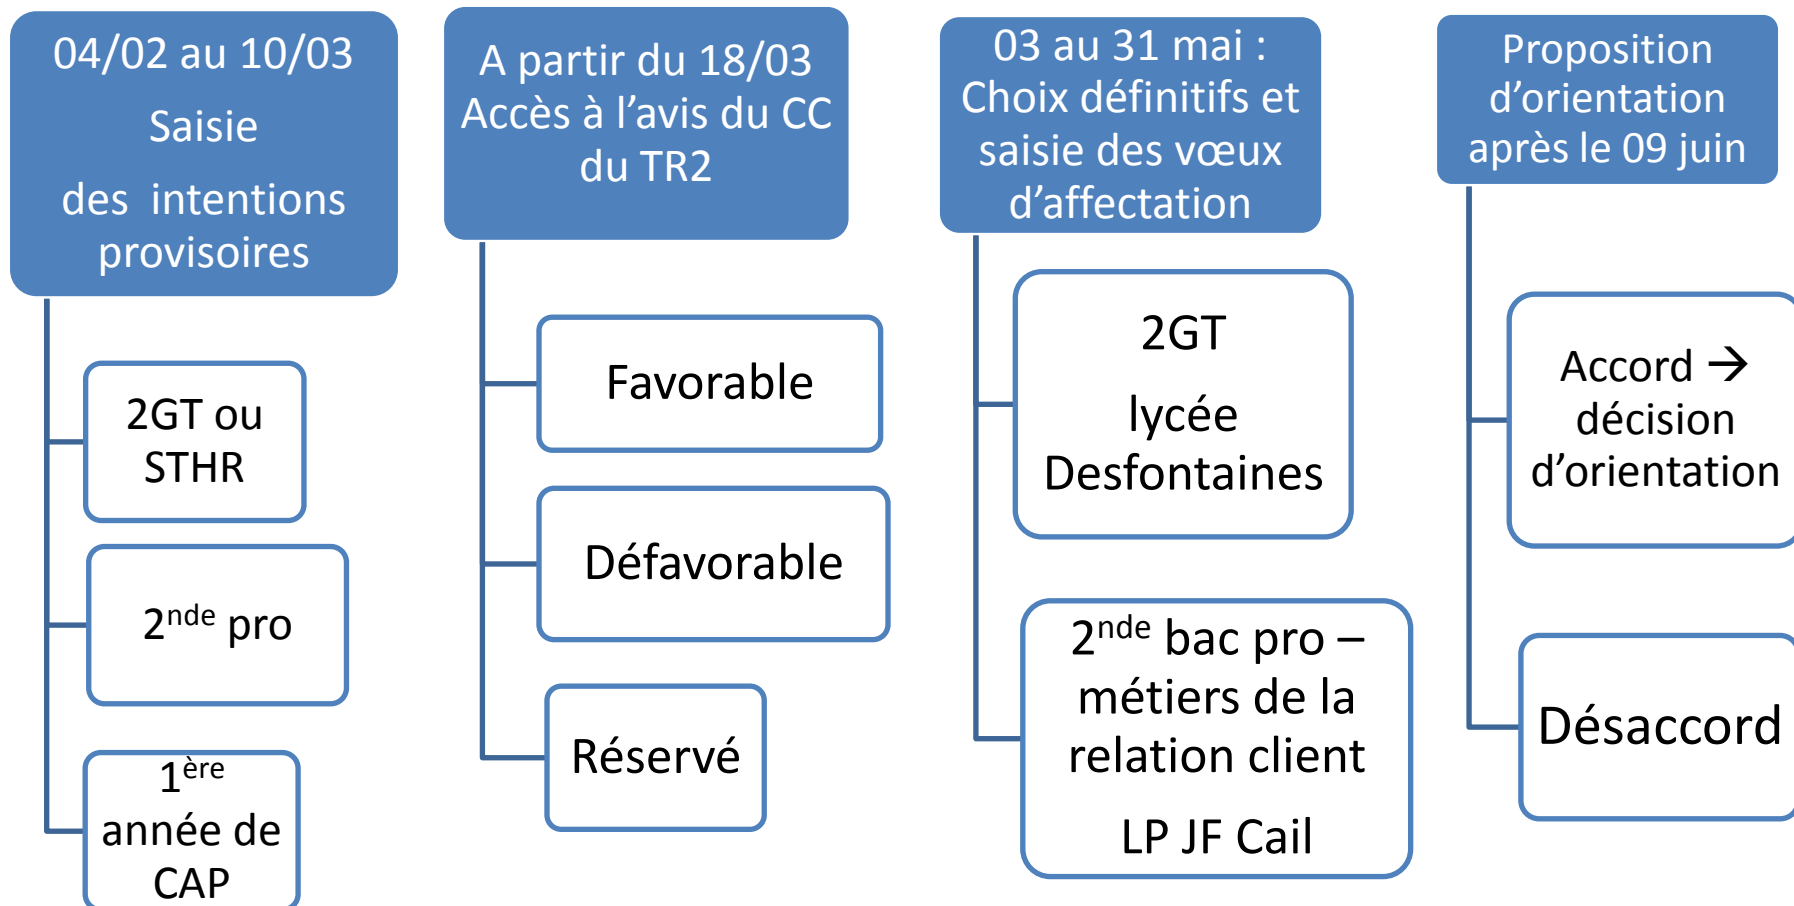 04/02 au 10/03
Saisie
des intentions
provisoires
2GT ou
STHR
2nde pro
1ère
année de
CAP
A partir du 18/03
Accès à l’avis du CC
du TR2
Favorable
Défavorable
Réservé
03 au 31 mai :
Choix définitifs et
saisie des vœux
d’affectation
2GT
lycée
Desfontaines
2nde bac pro –
métiers de la
relation client
LP JF Cail
Proposition
d’orientation
après le 09 juin
Accord →
décision
d’orientation
Désaccord